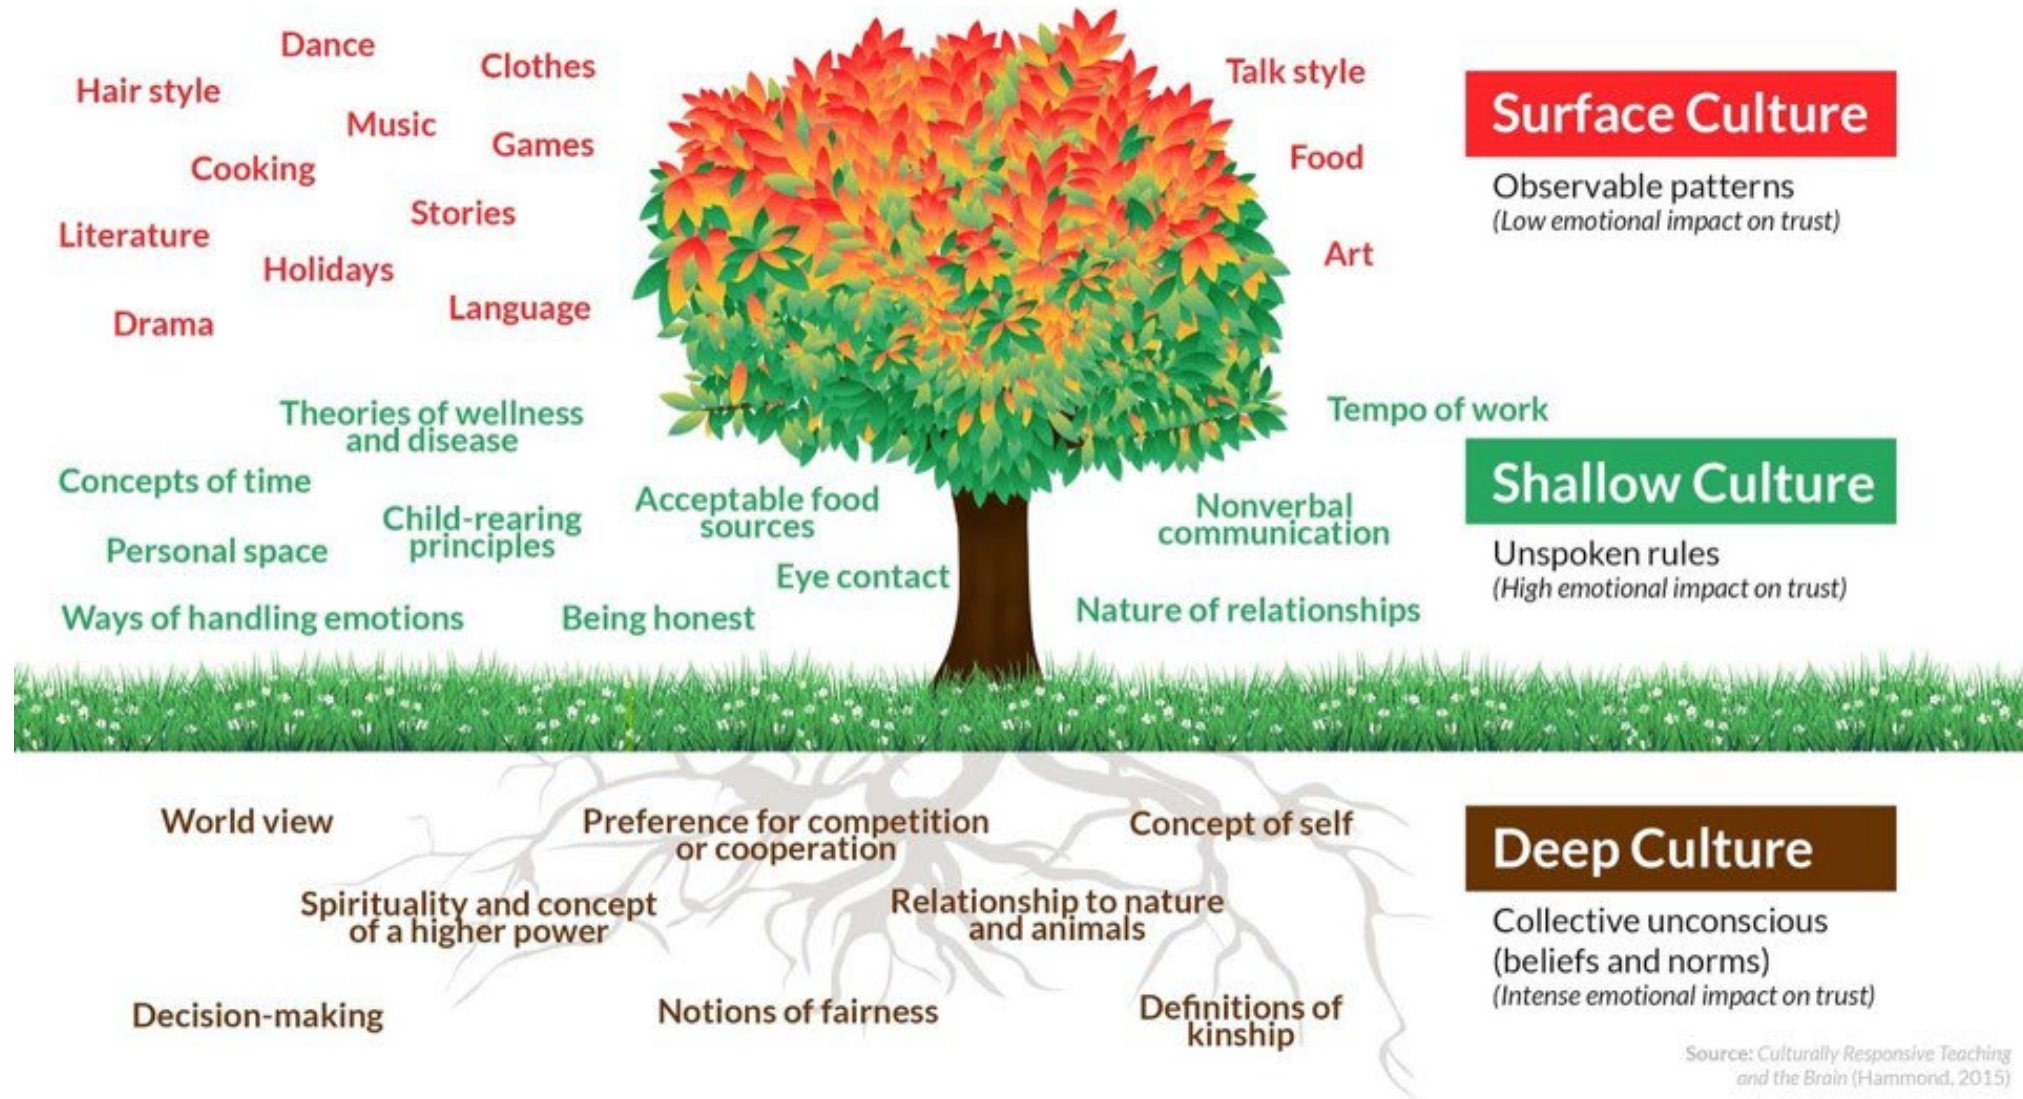 Dance
Clothes
Hair style
Music
Games
Cooking
Stories
Literature
Holidays
Language
Drama
Talk style
Food
Art
Surface Culture
Observable patterns
(Low emotional impact on trust)
Theories of wellness
and disease
Concepts of time
Child-rearing
principles
Personal space
Ways of handling emotions
Acceptable food
sources
Eye contact
Being honest
Tempo of work
Nonverbal
communication
Nature of relationships
Shallow Culture
Unspoken rules
(High emotional impact on trust)
World view
Preference for competition
or cooperation
Concept of self
Spirituality and concept
of a higher power
Relationship to nature
and animals
Decision-making
Notions of fairness
Definitions of
kinship
Deep Culture
Collective unconscious
(beliefs and norms)
(Intense emotional impact on trust)
Source: Culturally Responsive Teaching
and the Brain (Hammond, 2015)